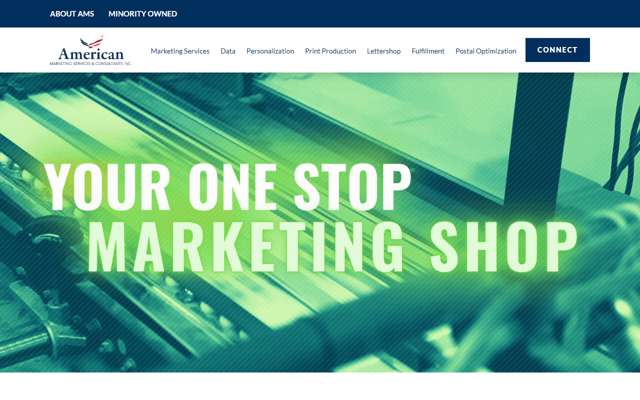 ABOUT AMS MINORITY OWNED
American
MARKETING SERVICES & CONSULTANTS, INC.
Marketing Services Data Personalization Print Production Lettershop Fulfillment Postal Optimization CONNECT
YOUR ONE STOP
MARKETING SHOP